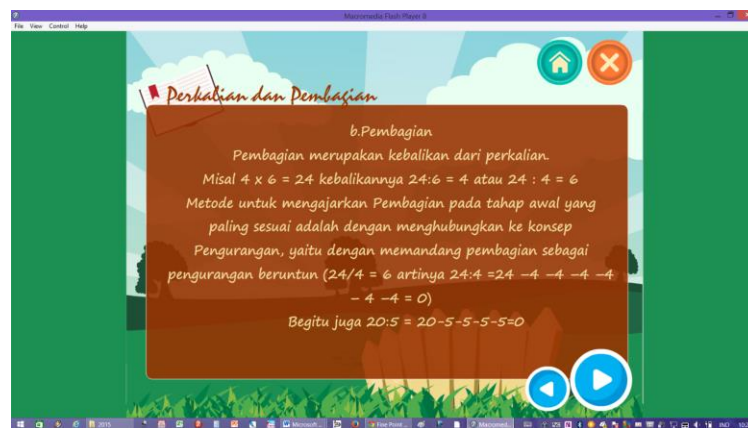 Macromedia Flash Player 8
File View Control Help
Perkalian dan Pembagian
b.Pembagian
Pembagian merupakan kebalikan dari perkalian.
Misal 4 x 6 = 24 kebalikannya 24:6 = 4 atau 24 : 4 = 6
Metode untuk mengajarkan Pembagian pada tahap awal yang
paling sesuai adalah dengan menghubungkan ke konsep
Pengurangan, yaitu dengan memandang pembagian sebagai
pengurangan beruntun (24/4 = 6 artinya 24:4 =24 –4 –4 –4 –4
– 4 –4 = 0)
Begitu juga 20:5 = 20-5-5-5-5=0
2015
Microsoft...
Macromed...
IND